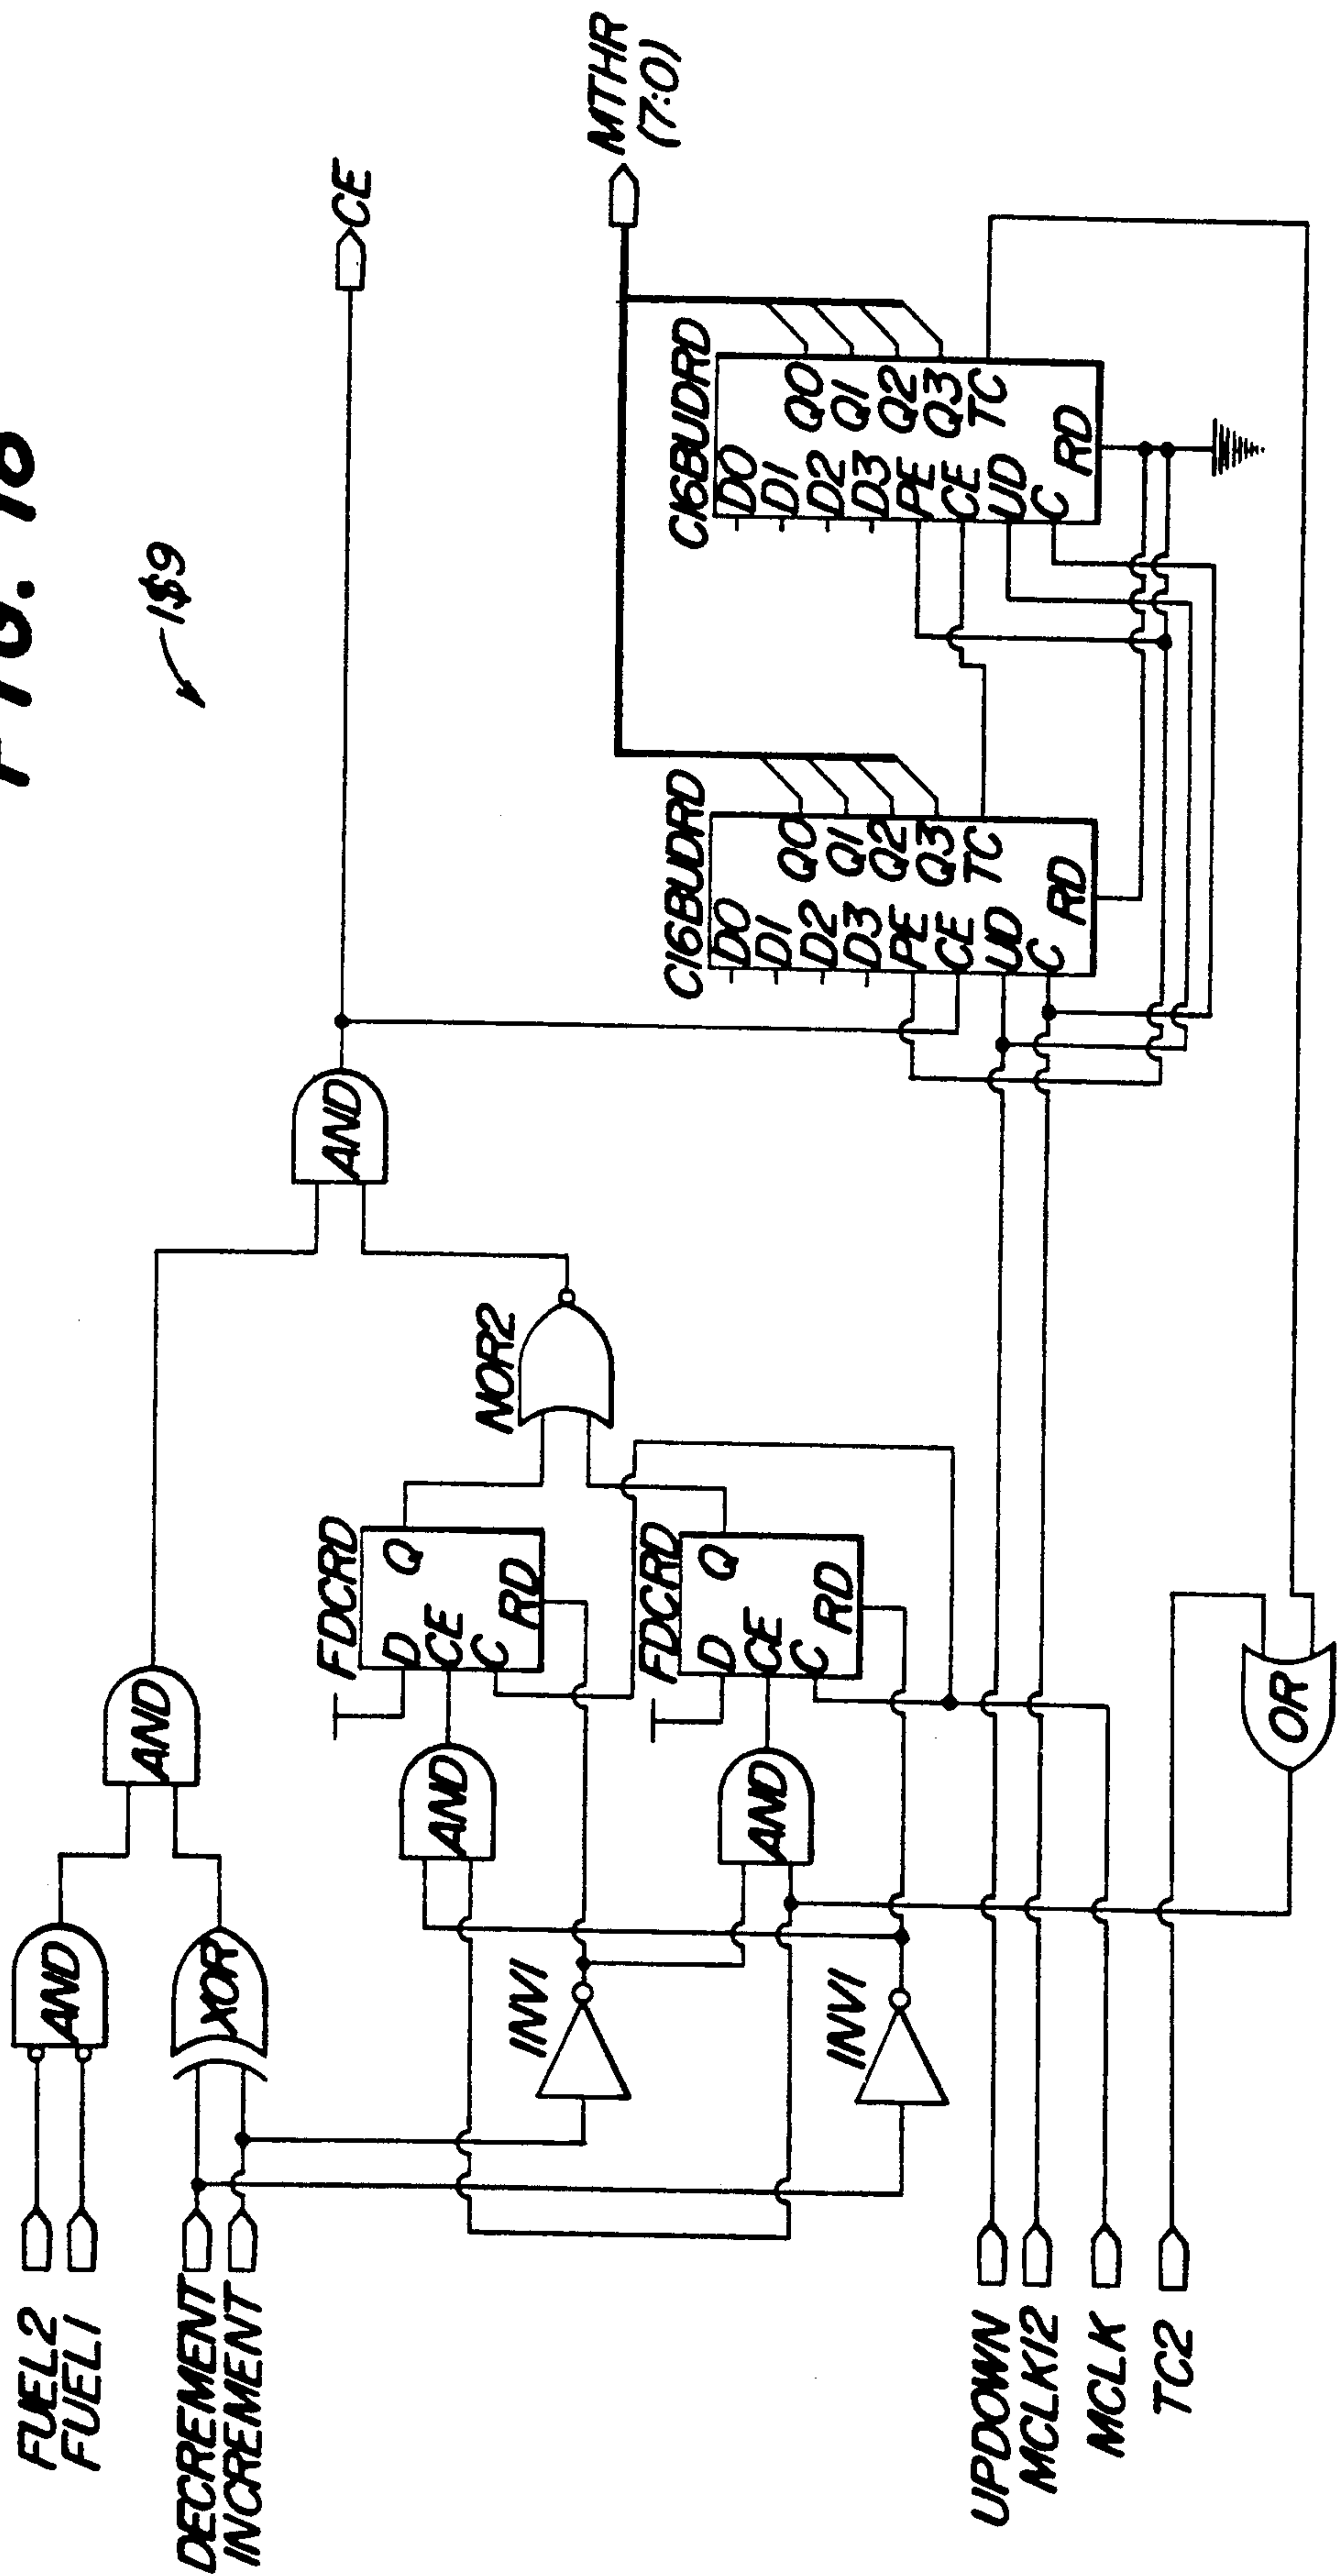 FIG.
1$9
FUEL2
FUEL1
AND
AND
DECREMENT
INCREMENT
XOR
AND
CE
FDCRD
D
Q
CE
C
RD
AND
INV1
NOR2
FDCRD
D
Q
CE
C
RD
AND
INV1
MTHR
(7:0)
C16BUDRD
D0
D1
D2
D3
PE
CE
UD
C
Q0
Q1
Q2
Q3
TC
RD
C16BUDRD
D0
D1
D2
D3
PE
CE
UD
C
Q0
Q1
Q2
Q3
TC
RD
UPDOWN
MCLK12
MCLK
TC2
OR